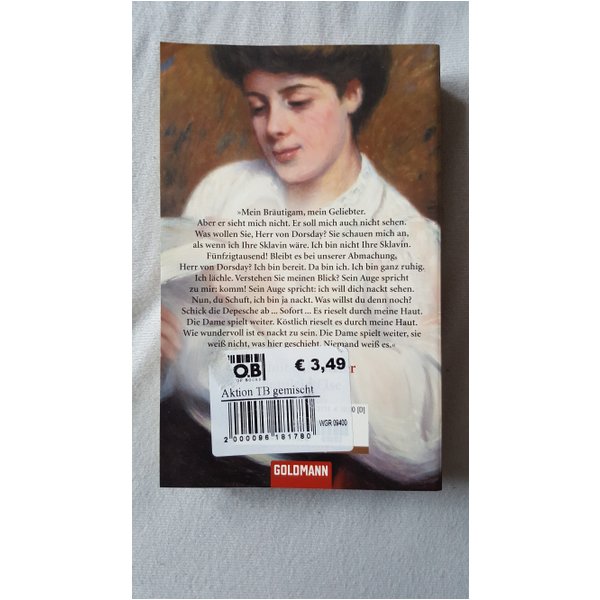 »Mein Bräutigam, mein Geliebter.
Aber er sieht mich nicht. Er soll mich auch nicht sehen.
Was wollen Sie, Herr von Dorsday? Sie schauen mich an,
als wenn ich Ihre Sklavin wäre. Ich bin nicht Ihre Sklavin.
Fünfzigtausend! Bleibt es bei unserer Abmachung,
Herr von Dorsday? Ich bin bereit. Da bin ich. Ich bin ganz ruhig.
Ich lächle. Verstehen Sie meinen Blick? Sein Auge spricht
zu mir: komm! Sein Auge spricht: ich will dich nackt sehen.
Nun, du Schuft, ich bin ja nackt. Was willst du denn noch?
Schick die Depesche ab ... Sofort ... Es rieselt durch meine Haut.
Die Dame spielt weiter. Köstlich rieselt es durch meine Haut.
Wie wundervoll ist es nackt zu sein. Die Dame spielt weiter, sie
weiß nicht, was hier geschieht. Niemand weiß es.«
O.B
€ 3,49
Aktion TB gemischt
[D]
WGR 09400
2 000096 181780
GOLDMANN